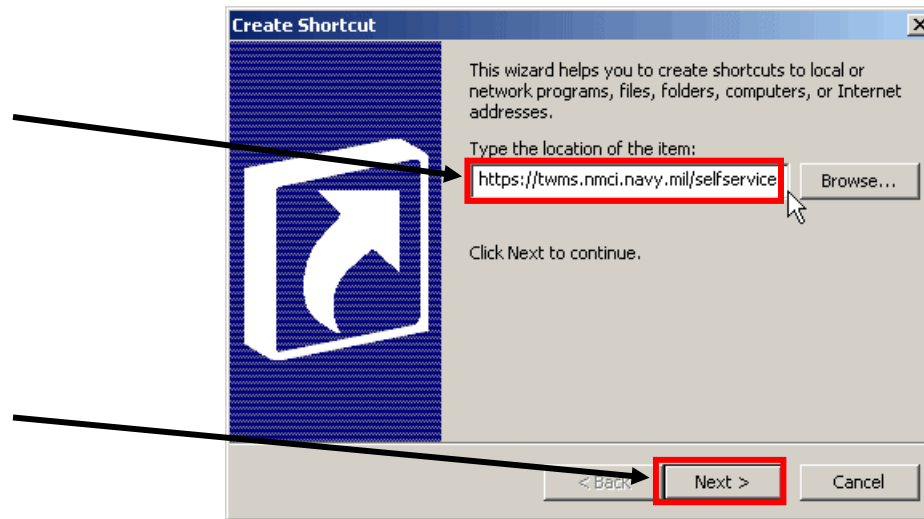 Create Shortcut
This wizard helps you to create shortcuts to local or
network programs, files, folders, computers, or Internet
addresses.
Type the location of the item:
https://twms.nmci.navy.mil/selfservice
Browse...
Click Next to continue.
< Back
Next >
Cancel